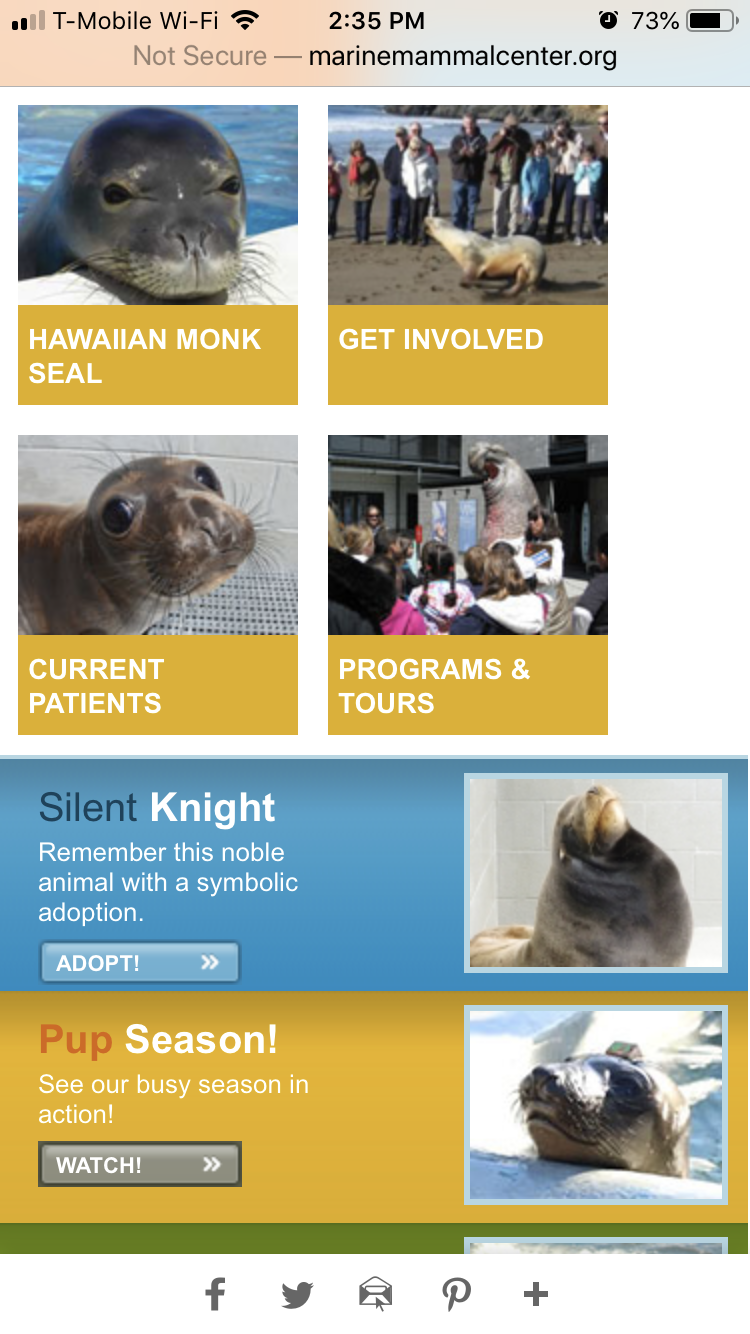 T-Mobile Wi-Fi 2:35 PM 73%
Not Secure — marinemammalcenter.org
HAWAIIAN MONK
SEAL
GET INVOLVED
CURRENT
PATIENTS
PROGRAMS &
TOURS
Silent Knight
Remember this noble
animal with a symbolic
adoption.
ADOPT! »
Pup Season!
See our busy season in
action!
WATCH! »